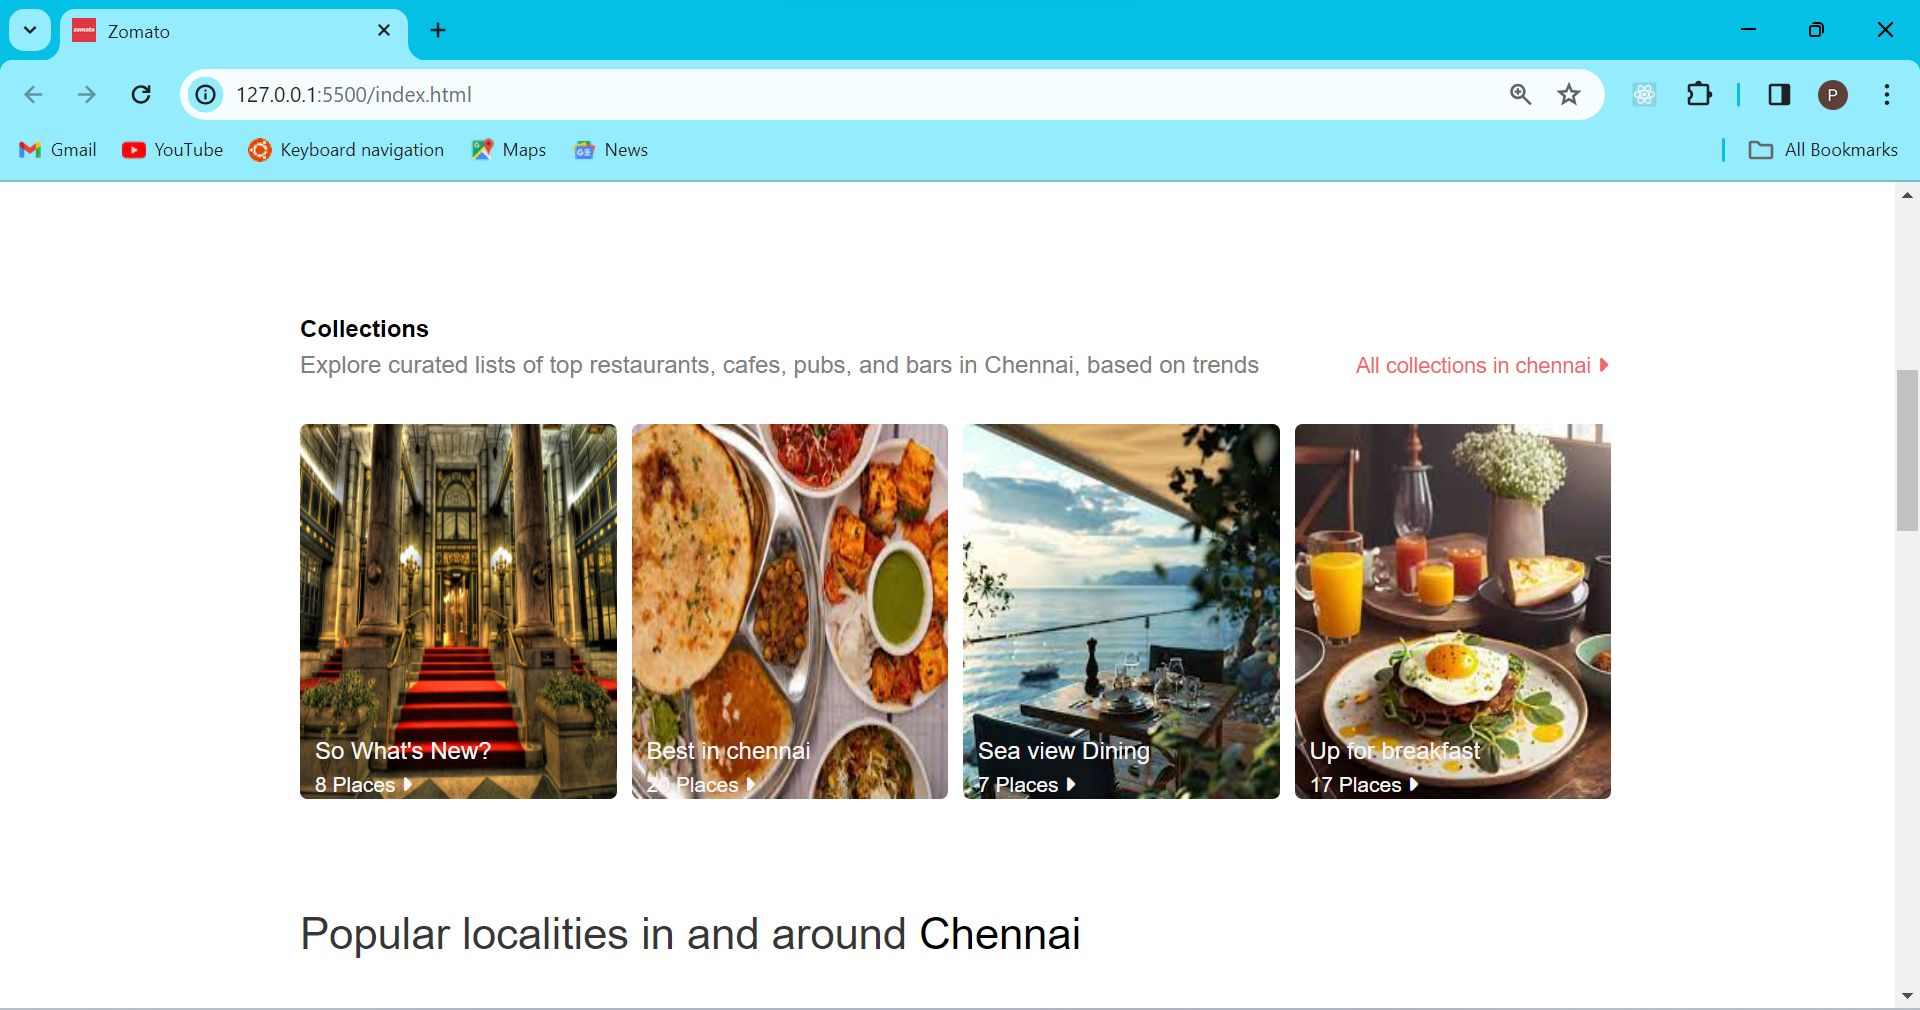 Zomato
127.0.0.1:5500/index.html
P
Gmail
YouTube
Keyboard navigation
Maps
News
All Bookmarks
Collections
Explore curated lists of top restaurants, cafes, pubs, and bars in Chennai, based on trends
All collections in chennai
So What's New?
8 Places
Best in chennai
20 Places
Sea view Dining
7 Places
Up for breakfast
17 Places
Popular localities in and around Chennai